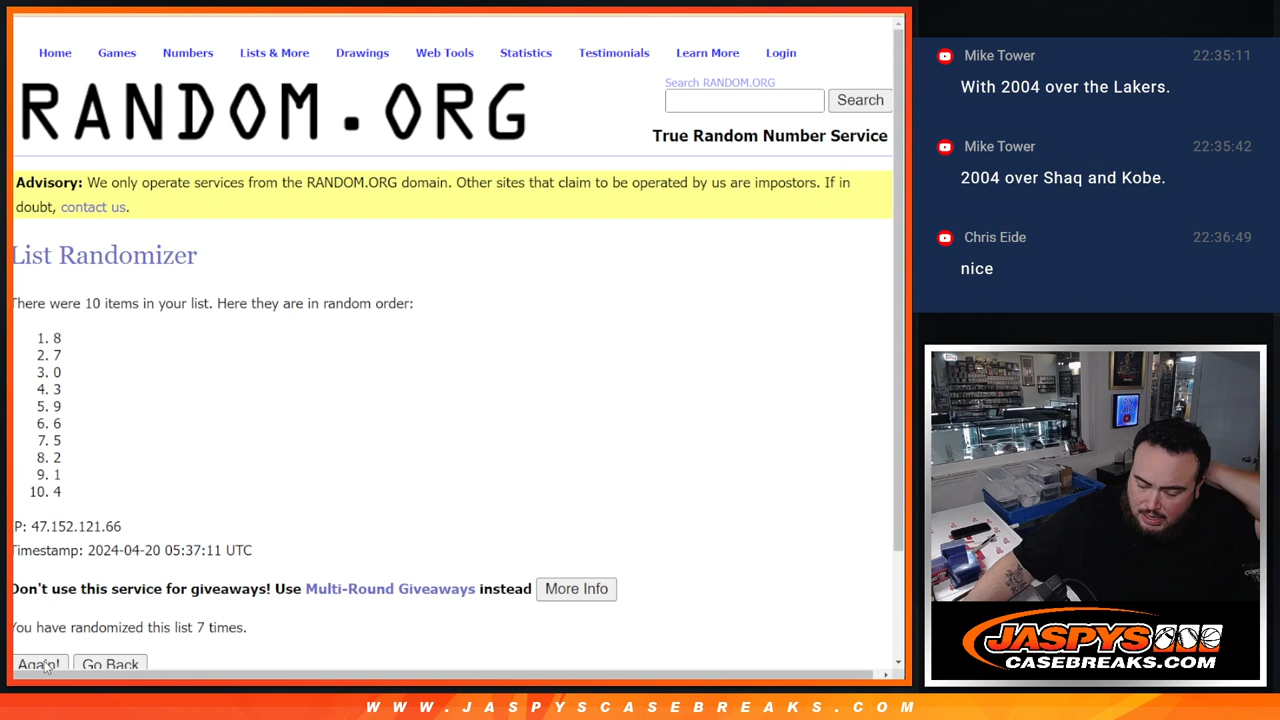 Home Games Numbers Lists & More Drawings Web Tools Statistics Testimonials Learn More Login
RANDOM.ORG
Search RANDOM.ORG
Search
True Random Number Service
Advisory: We only operate services from the RANDOM.ORG domain. Other sites that claim to be operated by us are impostors. If in
doubt, contact us.
List Randomizer
There were 10 items in your list. Here they are in random order:
1. 8
2. 7
3. 0
4. 3
5. 9
6. 6
7. 5
8. 2
9. 1
10. 4
IP: 47.152.121.66
Timestamp: 2024-04-20 05:37:11 UTC
Don't use this service for giveaways! Use Multi-Round Giveaways instead More Info
You have randomized this list 7 times.
Again! Go Back
Mike Tower 22:35:11
With 2004 over the Lakers.
Mike Tower 22:35:42
2004 over Shaq and Kobe.
Chris Eide 22:36:49
nice
JASPYS
CASEBREAKS.COM
WWW.JASPYSCASEBREAKS.COM